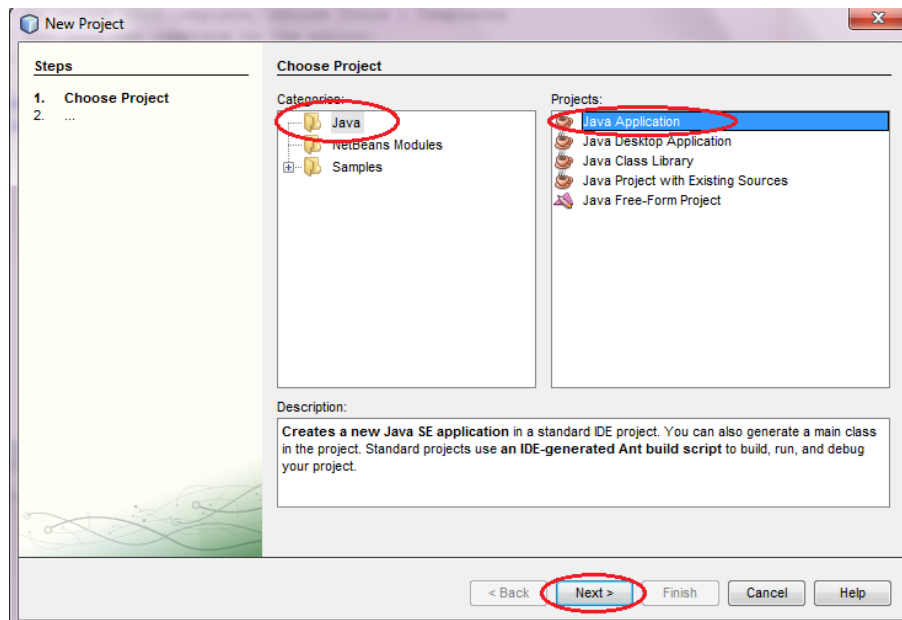 New Project
Steps
1. Choose Project
2. ...
Choose Project
Categories:
Java
NetBeans Modules
Samples
Projects:
Java Application
Java Desktop Application
Java Class Library
Java Project with Existing Sources
Java Free-Form Project
Description:
Creates a new Java SE application in a standard IDE project. You can also generate a main class
in the project. Standard projects use an IDE-generated Ant build script to build, run, and debug
your project.
< Back
Next >
Finish
Cancel
Help